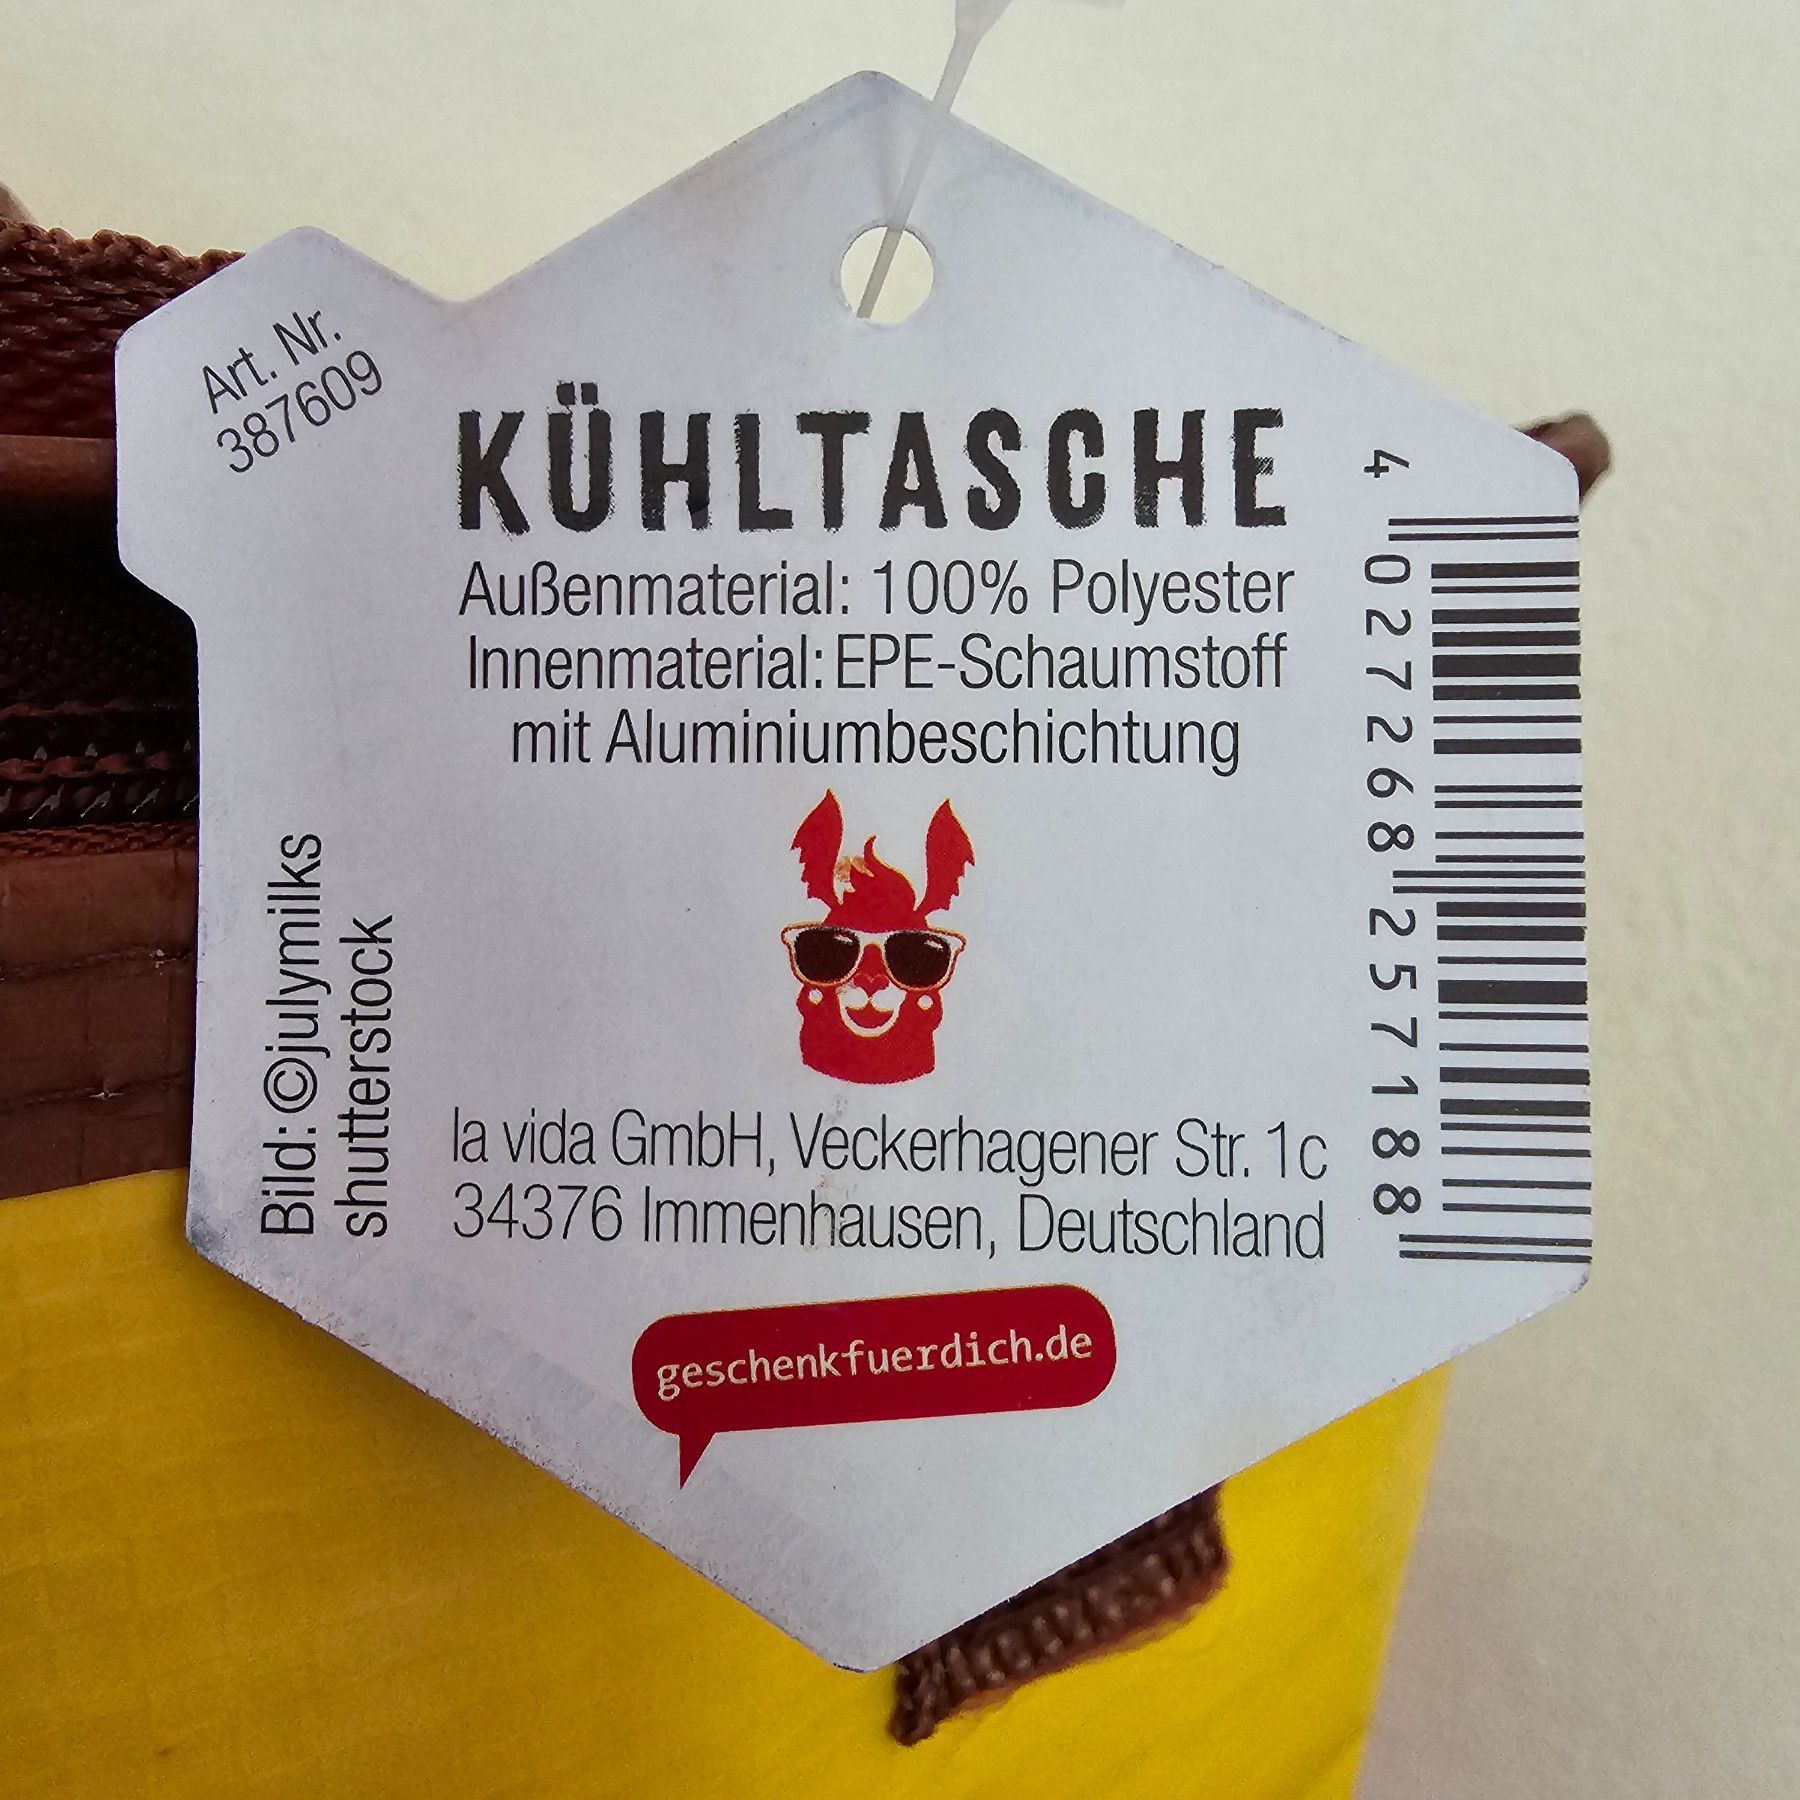 Art. Nr.
387609
KÜHLTASCHE
Außenmaterial: 100% Polyester
Innenmaterial: EPE-Schaumstoff
mit Aluminiumbeschichtung
Bild: ©julymilks
shutterstock
la vida GmbH, Veckerhagener Str. 1c
34376 Immenhausen, Deutschland
geschenkfuerdich.de
4 027268 257188